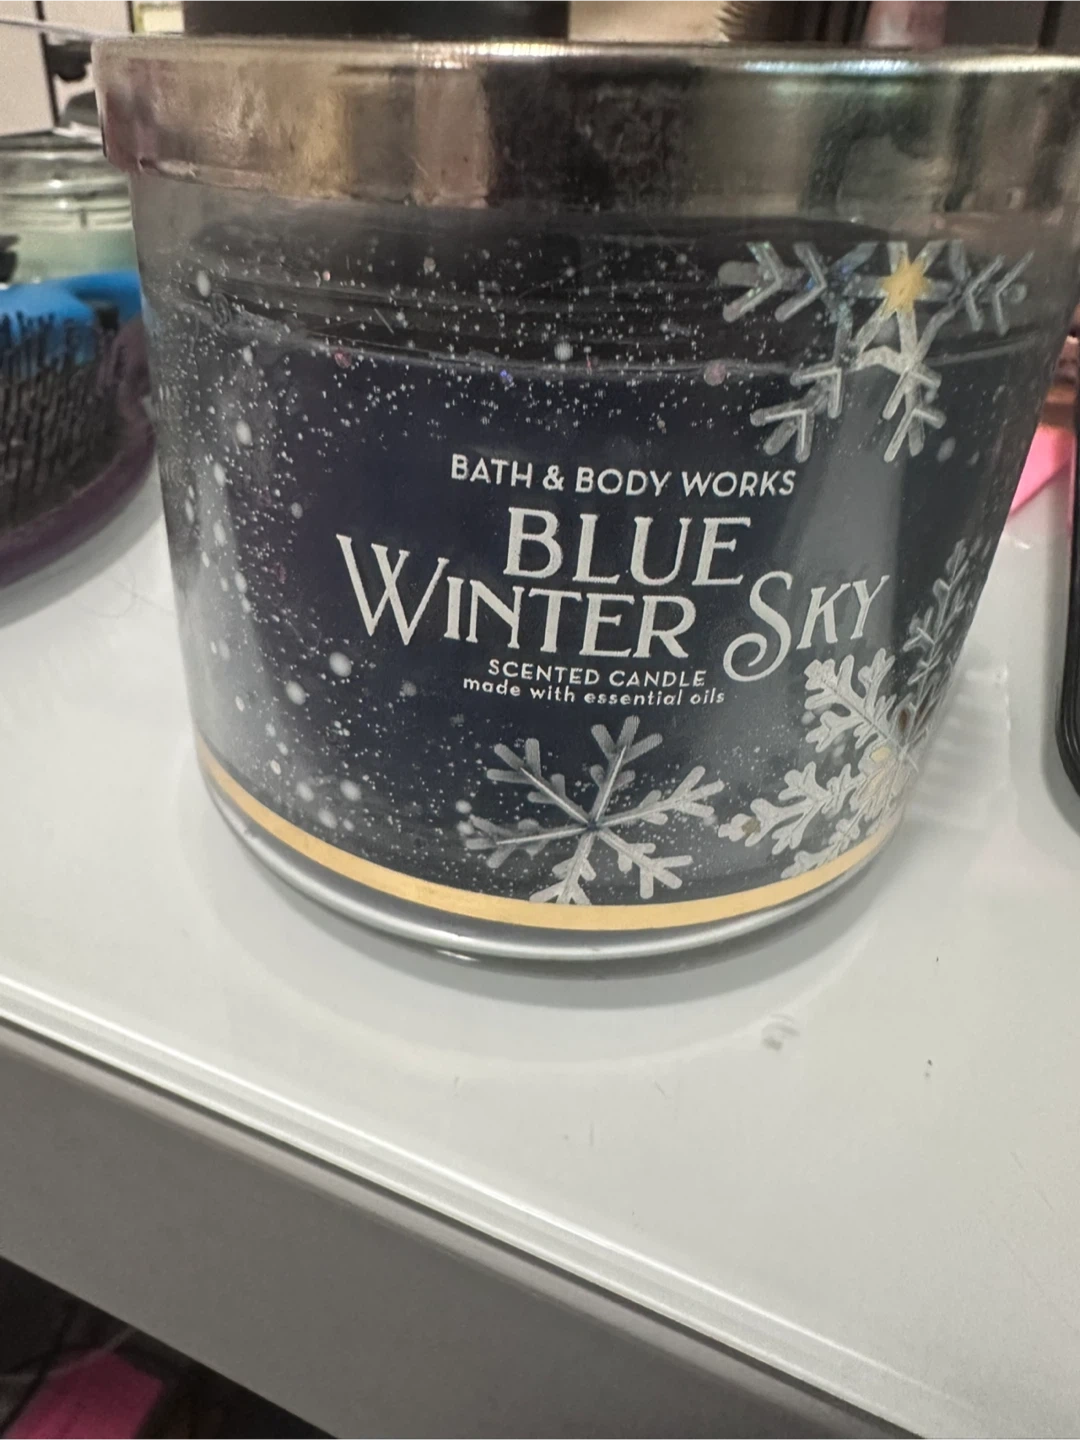 BATH & BODY WORKS
BLUE
WINTER SKY
SCENTED CANDLE
made with essential oils